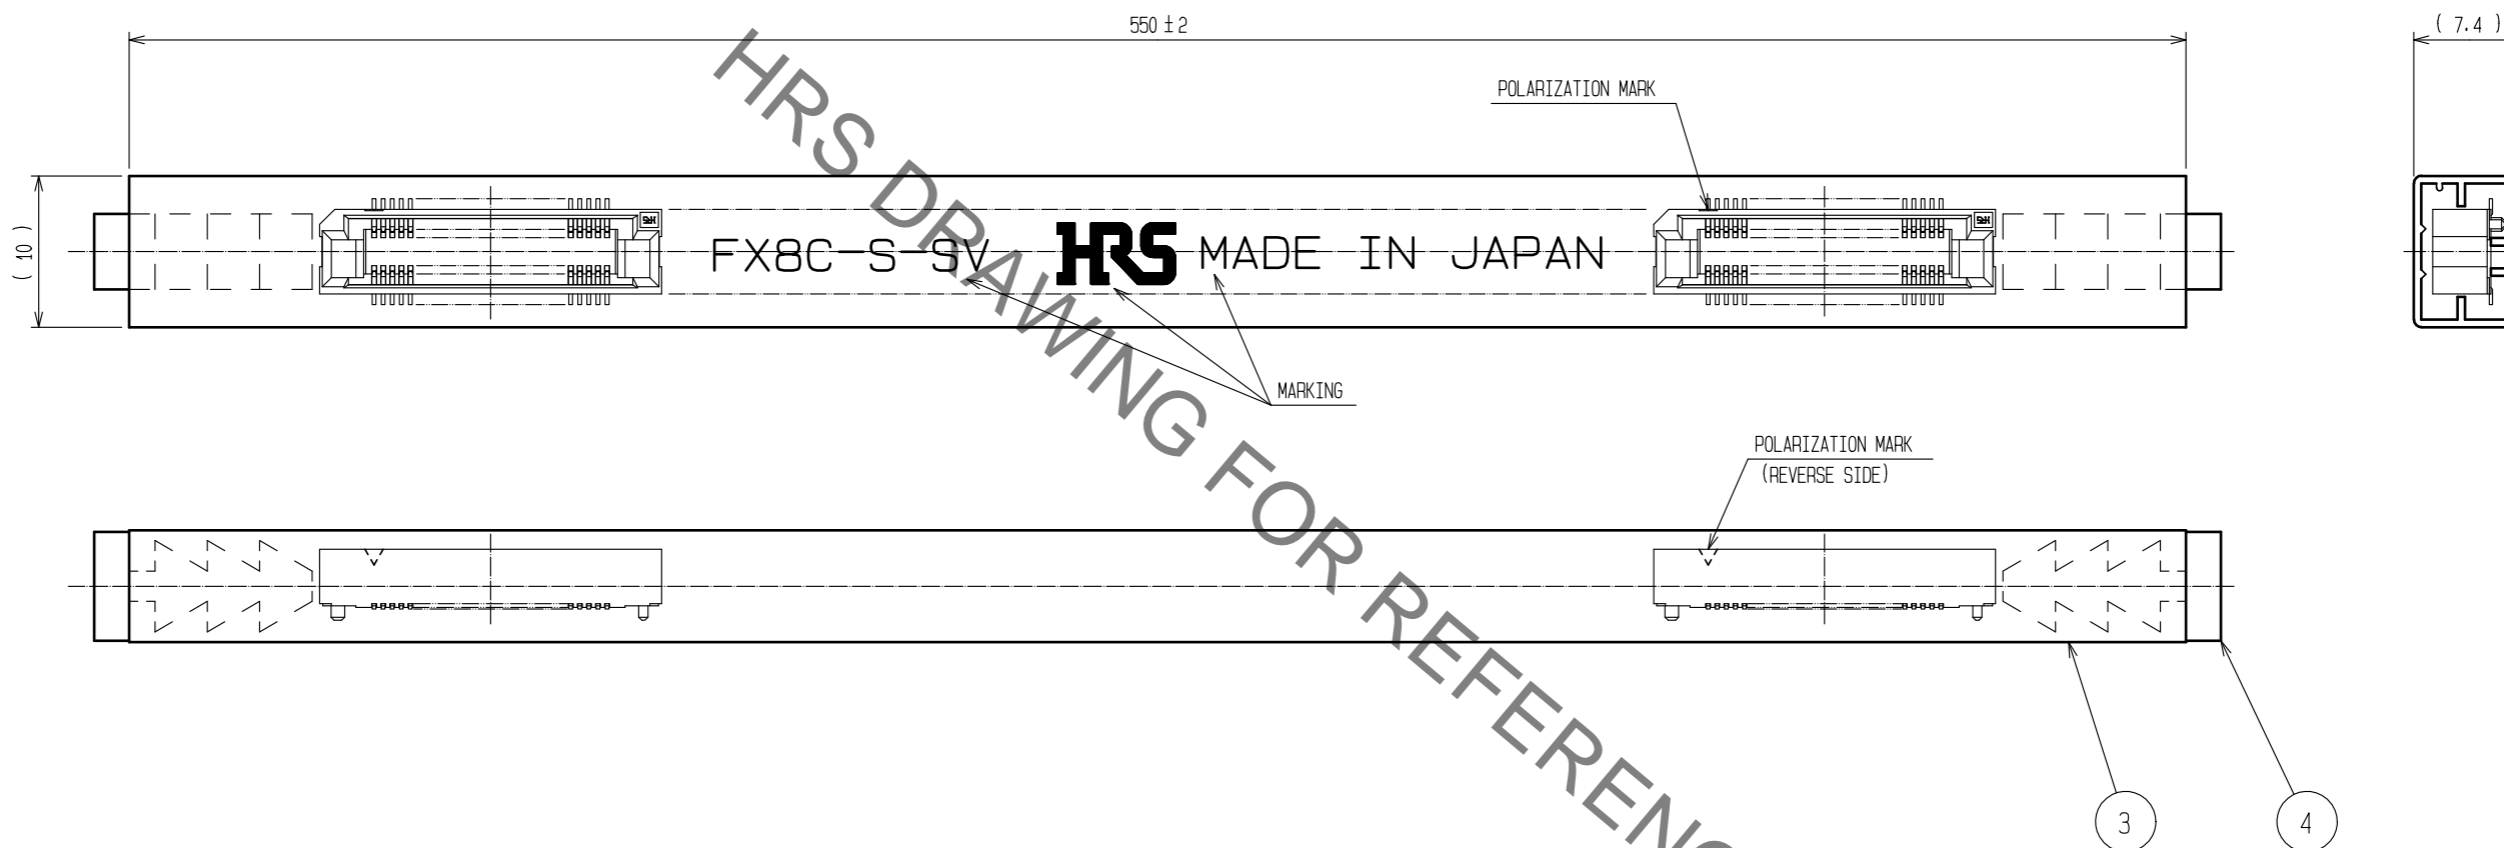 550 ±2
( 7.4 )
POLARIZATION MARK
( 10 )
FX8C-S-SV HRS MADE IN JAPAN
MARKING
POLARIZATION MARK
(REVERSE SIDE)
3
4
HRS DRAWING FOR REFERENC